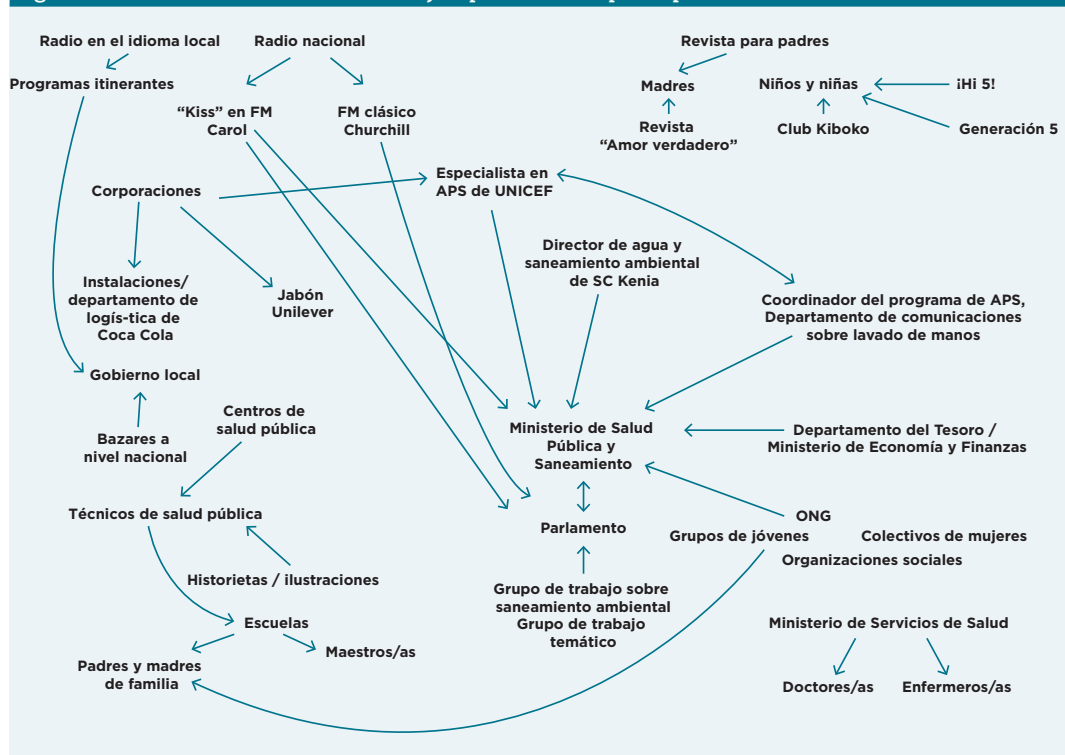 Radio en el idioma local
Radio nacional
Revista para padres
Programas itinerantes
Madres
Niños y niñas
¡Hi 5!
"Kiss" en FM
Carol
FM clásico
Churchill
Revista
"Amor verdadero"
Club Kiboko
Generación 5
Corporaciones
Especialista en
APS de UNICEF
Director de agua y
saneamiento ambiental
de SC Kenia
Instalaciones/
departamento de
logís-tica de
Coca Cola
Jabón
Unilever
Coordinador del programa de APS,
Departamento de comunicaciones
sobre lavado de manos
Gobierno local
Centros de
salud pública
Bazares a
nivel nacional
Ministerio de Salud
Pública y
Saneamiento
Departamento del Tesoro /
Ministerio de Economía y Finanzas
Técnicos de salud pública
Parlamento
ONG
Grupos de jóvenes
Colectivos de mujeres
Organizaciones sociales
Historietas / ilustraciones
Grupo de trabajo sobre
saneamiento ambiental
Grupo de trabajo
temático
Escuelas
Maestros/as
Padres y madres
de familia
Ministerio de Servicios de Salud
Doctores/as
Enfermeros/as